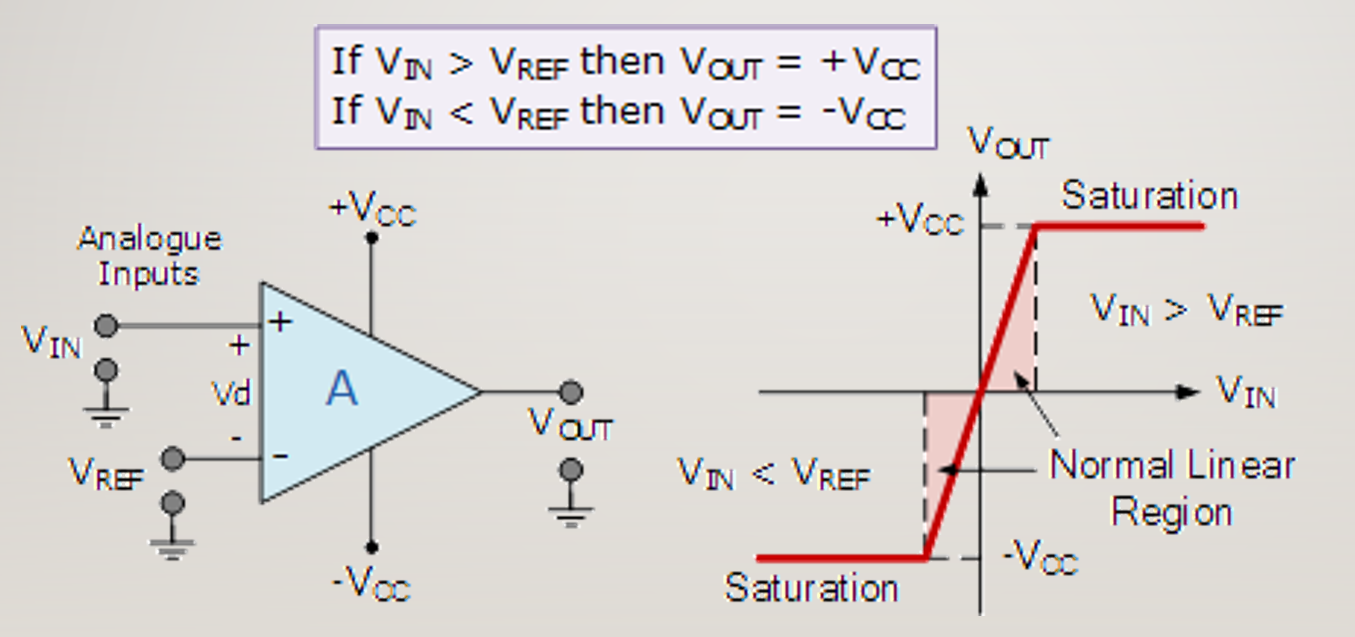 If VIN > VREF then VOUT = +VCC
If VIN < VREF then VOUT = -VCC
+VCC
Analogue
Inputs
VIN
+
+
Vd
A
-
-
VREF
VOUT
-VCC
VOUT
Saturation
+VCC
VIN > VREF
VIN
VIN < VREF
Normal Linear
Region
-VCC
Saturation